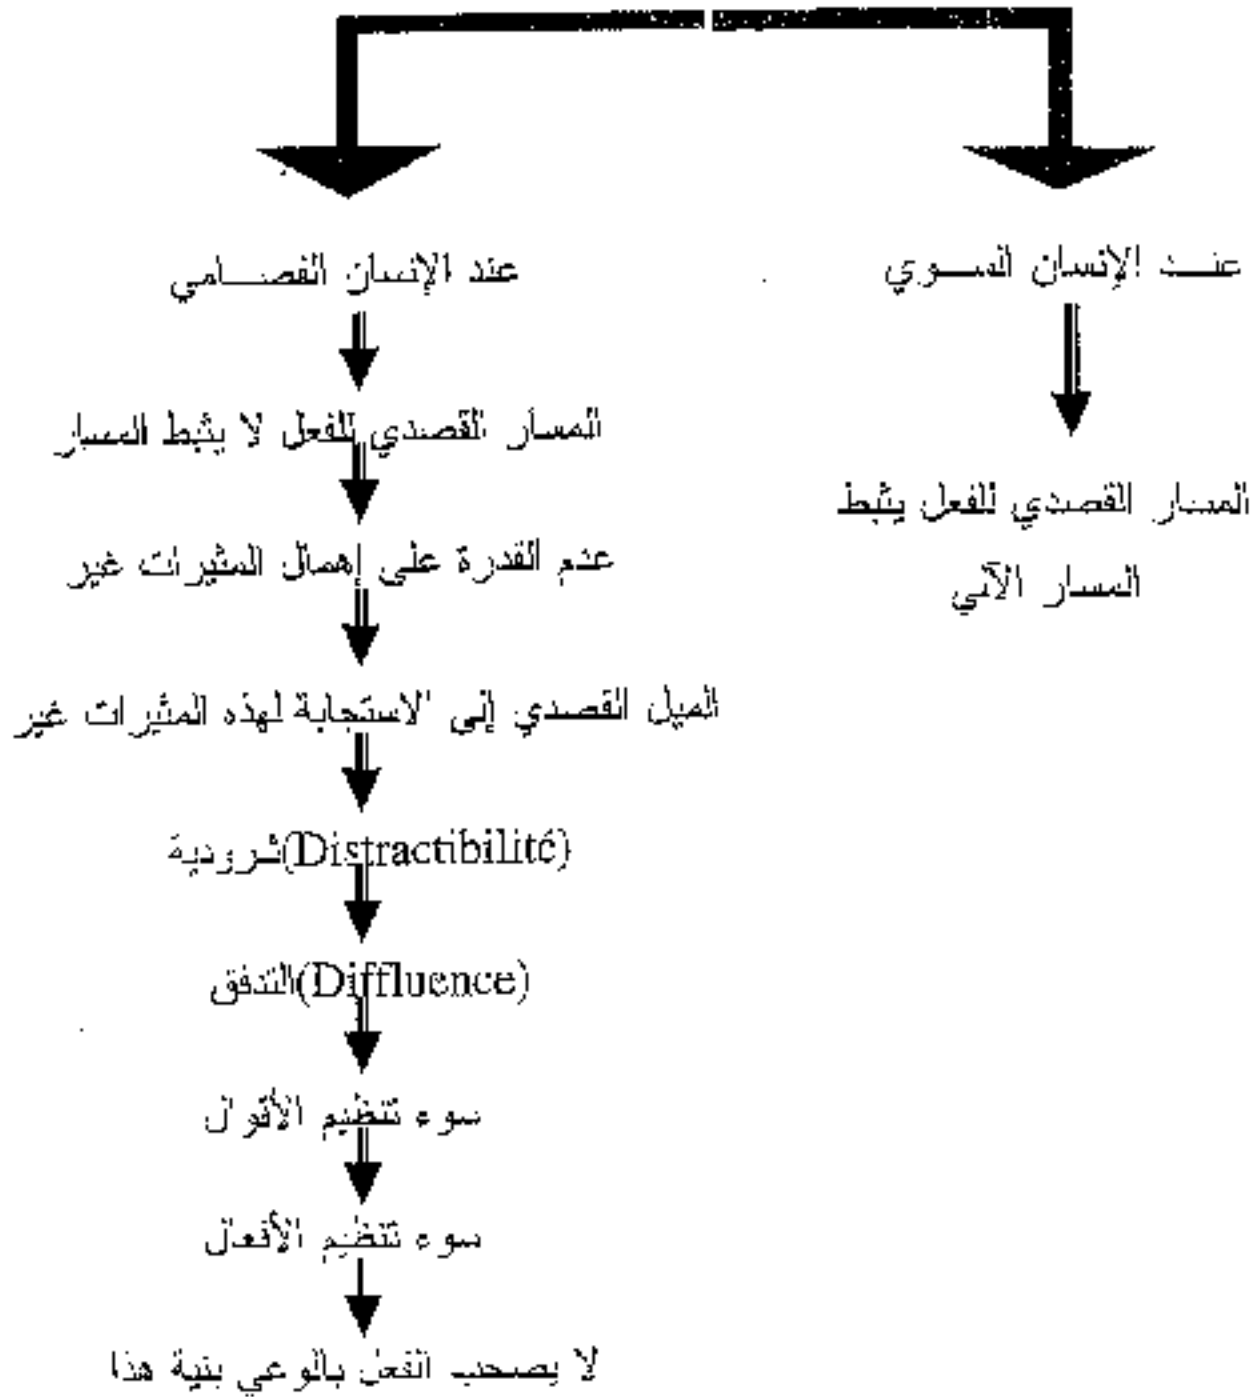 عند الإنسان السوي
المسار القصدي للفعل يثبط
المسار الآلي
عند الإنسان الفصامي
المسار القصدي للفعل لا يثبط المسار
عدم القدرة على إهمال المثيرات غير
الميل القصدي إلى الاستجابة لهذه المثيرات غير
شرودية(Distractibilité)
التدفق(Diffluence)
سوء تنظيم الأقوال
سوء تنظيم الأفعال
لا يصحب الفعل بالوعي بنية هذا